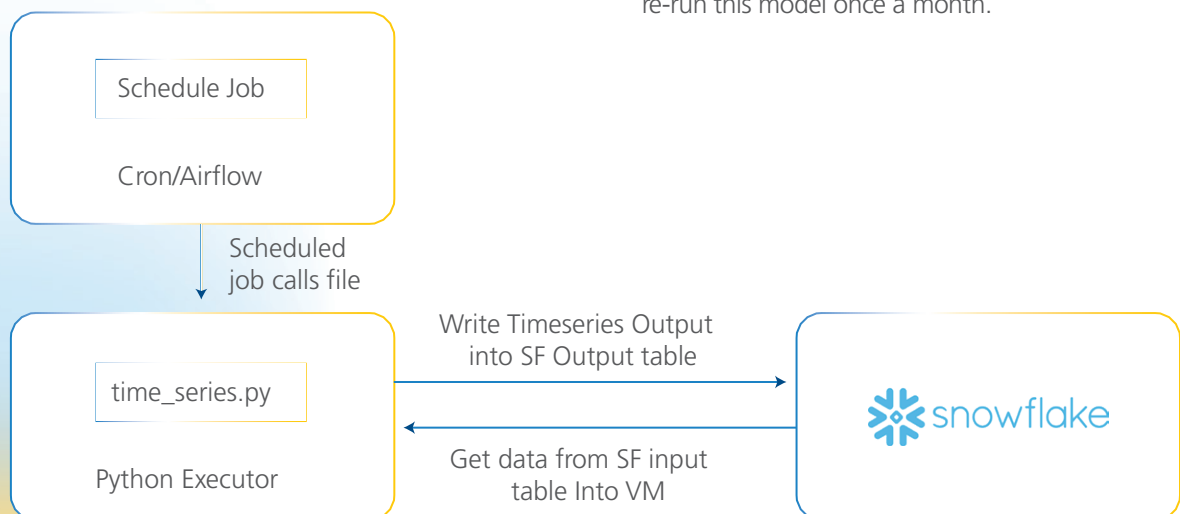 re-run this model once a month.
Schedule Job
Cron/Airflow
Scheduled
job calls file
Write Timeseries Output
into SF Output table
time_series.py
snowflake
Get data from SF input
table Into VM
Python Executor